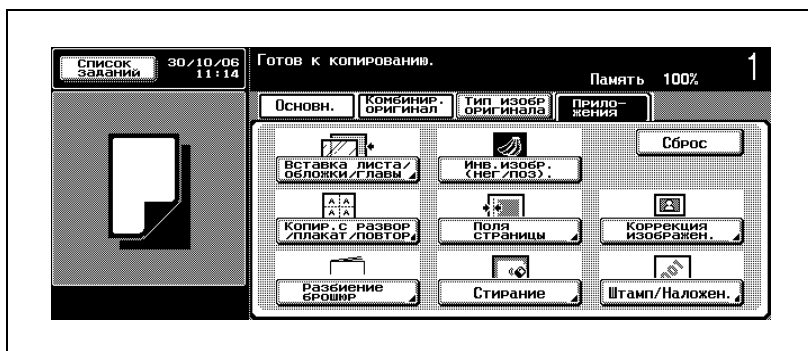 Список
заданий
30/10/06
11:14
Готов к копированию.
Память 100%
1
Основн.
Комбинир.
оригинал
Тип изобр
оригинала
Прило-
жения
Вставка листа/
обложки/главы
Инв.изобр.
(нег/поз).
Сброс
Копир.с развор
/плакат/повтор
Поля
страницы
Коррекция
изображен.
Разбиение
брошюр
Стирание
Штамп/Наложен.
A A
A A
001